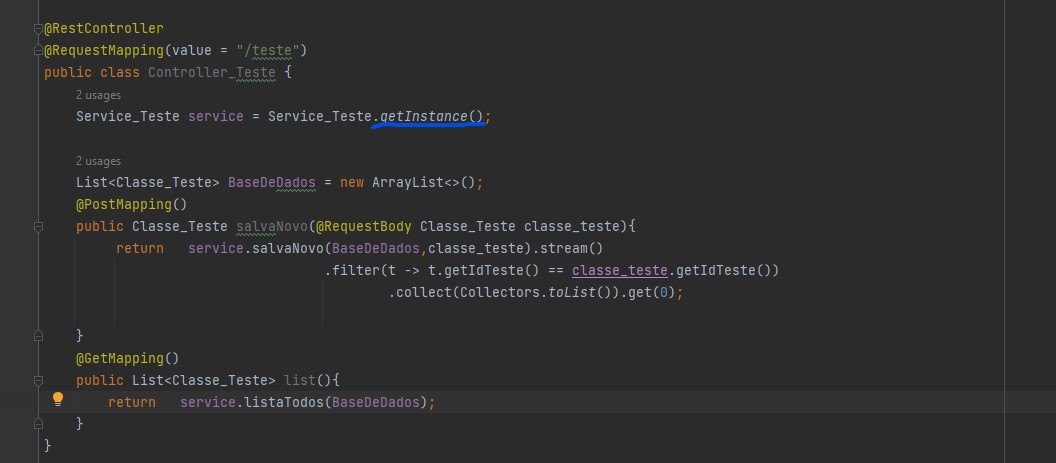 @RestController
@RequestMapping(value = "/teste")
public class Controller_Teste {
2 usages
Service_Teste service = Service_Teste.getInstance();
2 usages
List<Classe_Teste> BaseDeDados = new ArrayList<>();
@PostMapping()
public Classe_Teste salvaNovo(@RequestBody Classe_Teste classe_teste){
return service.salvaNovo(BaseDeDados,classe_teste).stream()
.filter(t -> t.getIdTeste() == classe_teste.getIdTeste())
.collect(Collectors.toList()).get(0);
}
@GetMapping()
public List<Classe_Teste> list(){
return service.listaTodos(BaseDeDados);
}
}